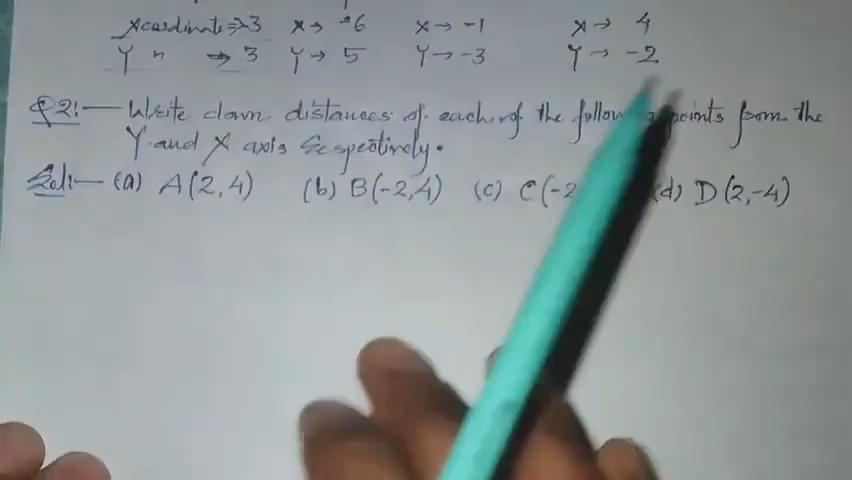 X coordinate ⇒ 3 X → -6 X → -1 X → 4
Y " → 3 Y → 5 Y → -3 Y → -2
Q2:— Write down distances of each of the following points from the
Y and X axis Respectively.
Sol:— (a) A(2,4) (b) B(-2,4) (c) C(-2 (d) D(2,-4)